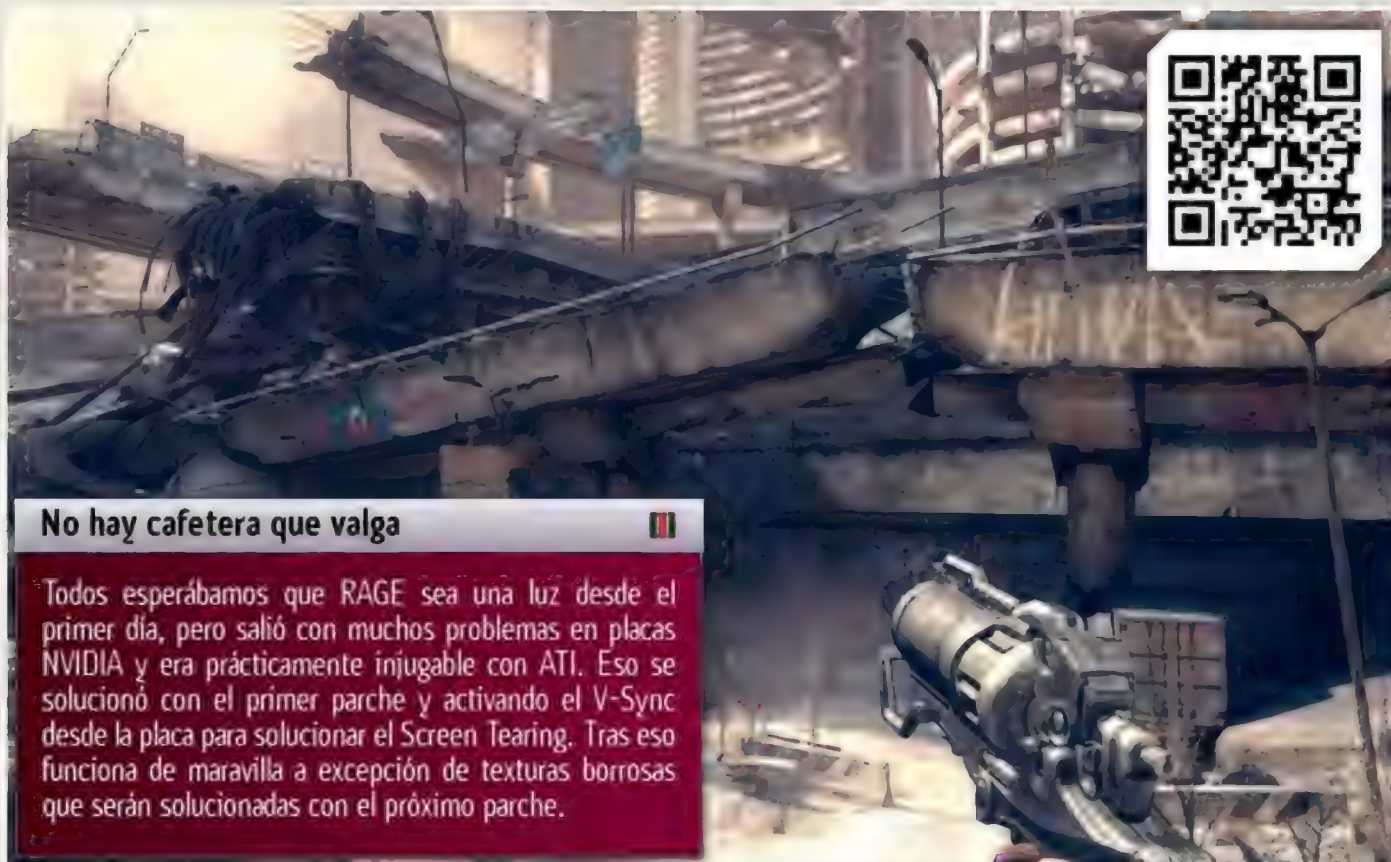 No hay cafetera que valga
Todos esperábamos que RAGE sea una luz desde el
primer día, pero salió con muchos problemas en placas
NVIDIA y era prácticamente injugable con ATI. Eso se
solucionó con el primer parche y activando el V-Sync
desde la placa para solucionar el Screen Tearing. Tras eso
funciona de maravilla a excepción de texturas borrosas
que serán solucionadas con el próximo parche.